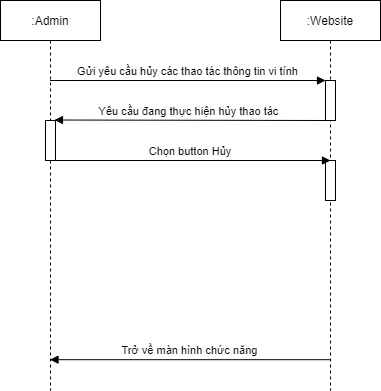 :Admin
:Website
Gửi yêu cầu hủy các thao tác thông tin vi tính
Yêu cầu đang thực hiện hủy thao tác
Chọn button Hủy
Trở về màn hình chức năng